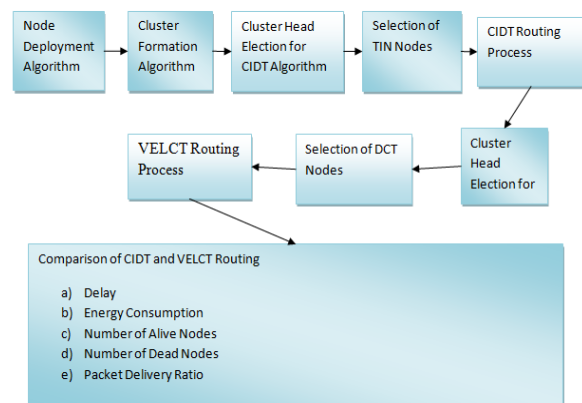 Node
Deployment
Algorithm
Cluster
Formation
Algorithm
Cluster Head
Election for
CIDT Algorithm
Selection of
TIN Nodes
CIDT Routing
Process
Cluster
Head
Election for
Selection of DCT
Nodes
VELCT Routing
Process
Comparison of CIDT and VELCT Routing
a) Delay
b) Energy Consumption
c) Number of Alive Nodes
d) Number of Dead Nodes
e) Packet Delivery Ratio